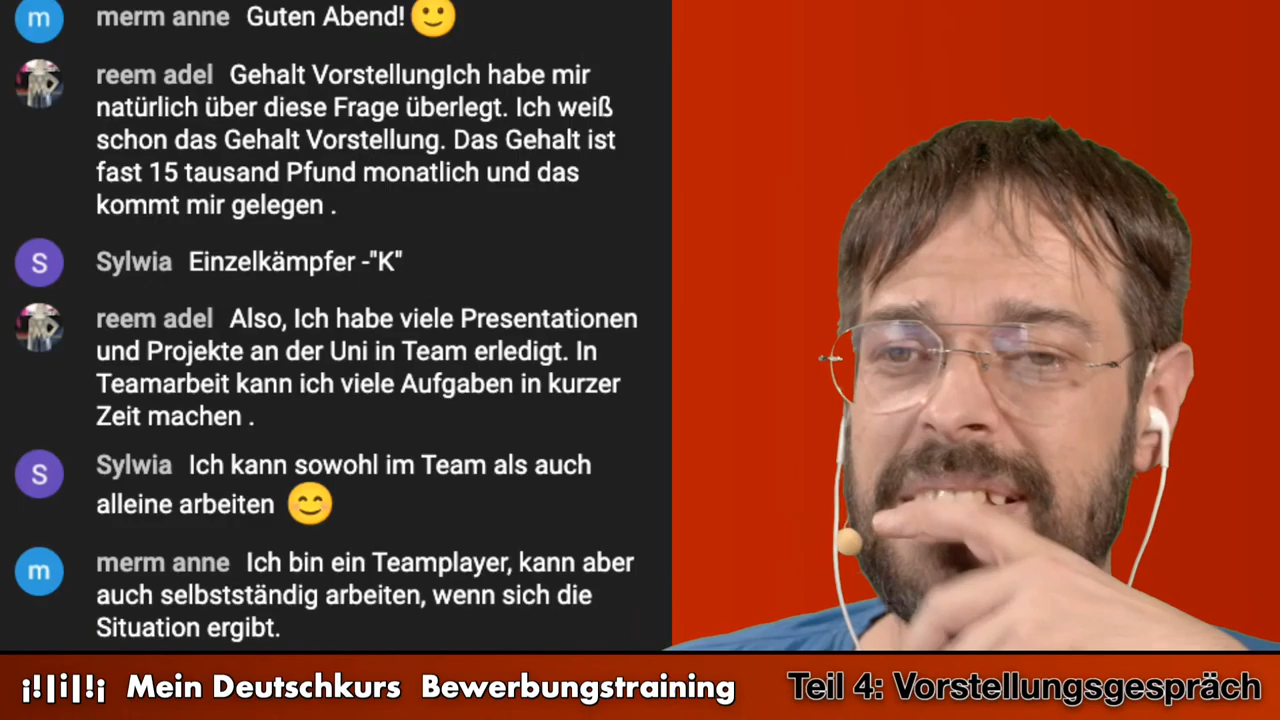 merm anne Guten Abend! 🙂
reem adel Gehalt VorstellungIch habe mir
natürlich über diese Frage überlegt. Ich weiß
schon das Gehalt Vorstellung. Das Gehalt ist
fast 15 tausand Pfund monatlich und das
kommt mir gelegen .
S Sylwia Einzelkämpfer -"K"
reem adel Also, Ich habe viele Presentationen
und Projekte an der Uni in Team erledigt. In
Teamarbeit kann ich viele Aufgaben in kurzer
Zeit machen .
S Sylwia Ich kann sowohl im Team als auch
alleine arbeiten 😊
m merm anne Ich bin ein Teamplayer, kann aber
auch selbstständig arbeiten, wenn sich die
Situation ergibt.
¡!|i|!¡ Mein Deutschkurs Bewerbungstraining Teil 4: Vorstellungsgespräch